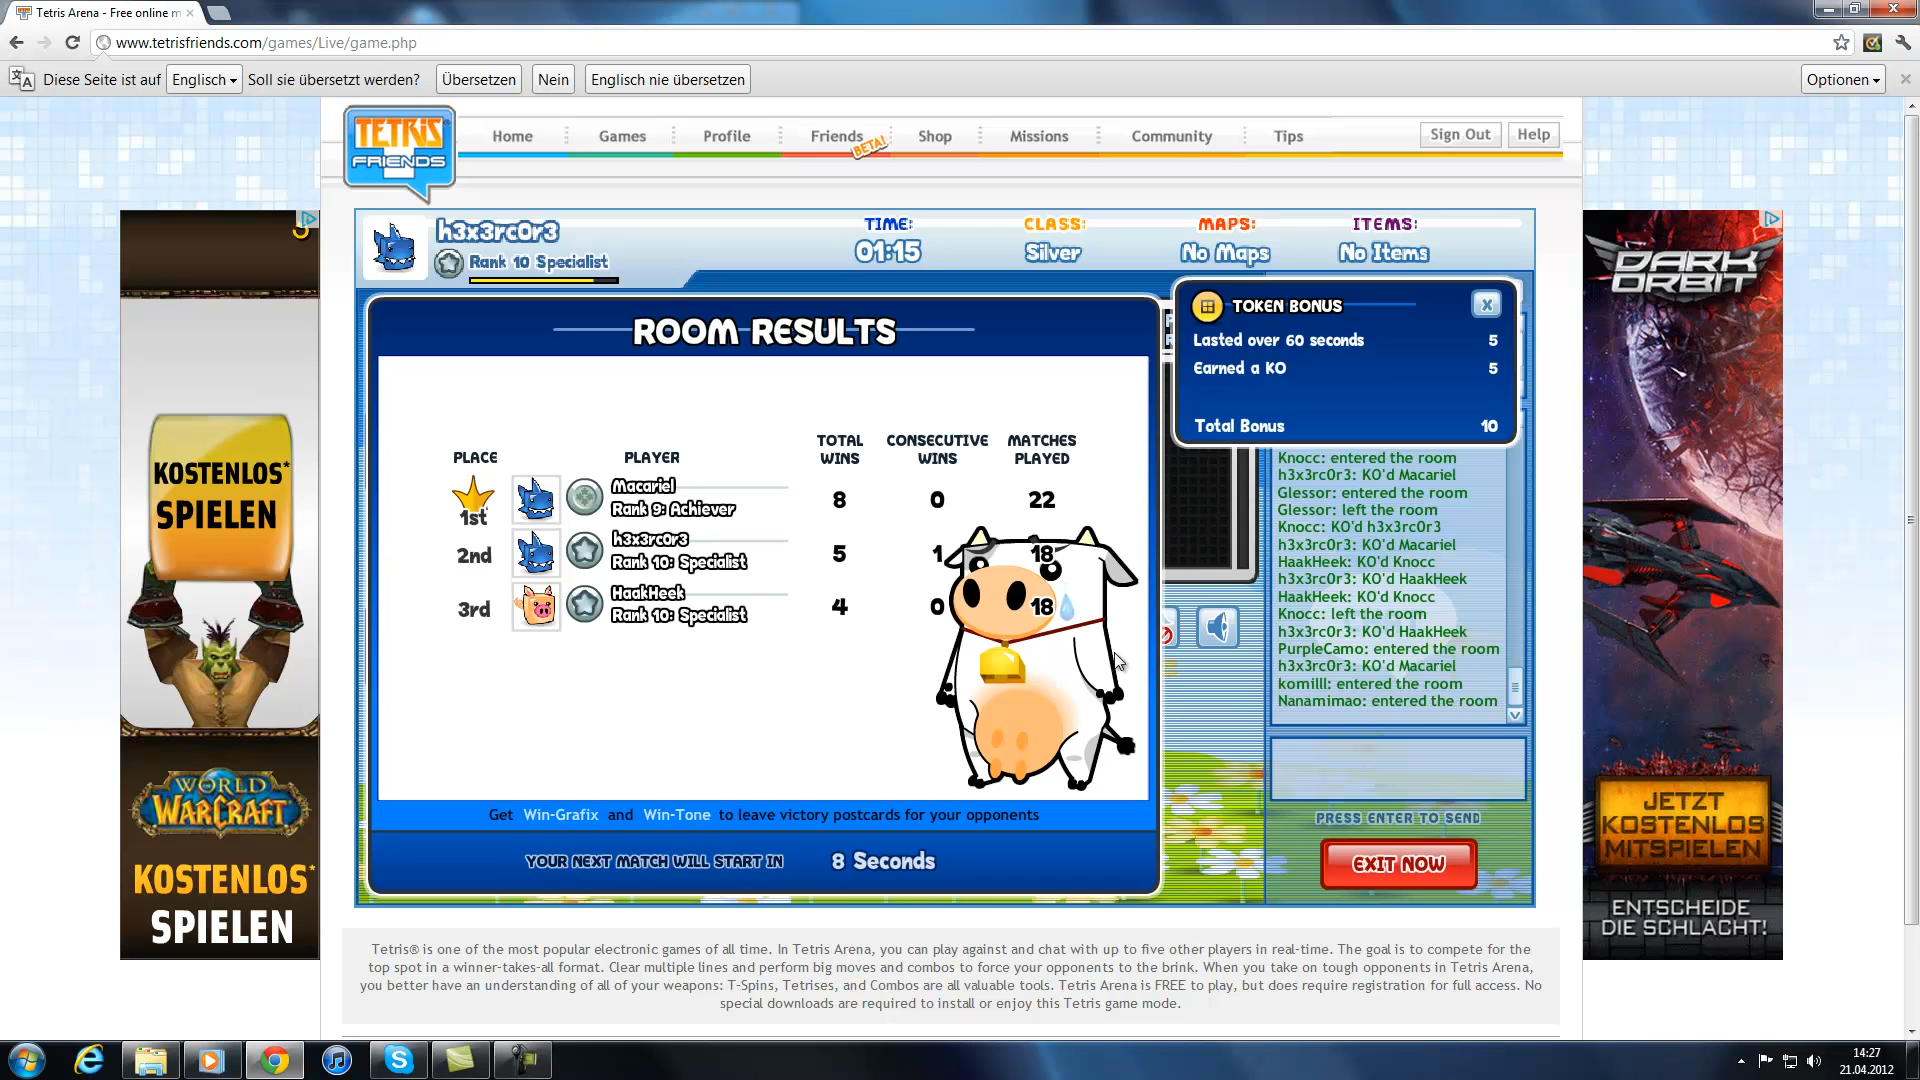 Tetris Arena - Free online m
www.tetrisfriends.com/games/Live/game.php
Diese Seite ist auf Englisch Soll sie übersetzt werden? Übersetzen Nein Englisch nie übersetzen Optionen
TETRIS FRIENDS
Home Games Profile Friends BETA! Shop Missions Community Tips Sign Out Help
h3x3rc0r3
Rank 10 Specialist
TIME: CLASS: MAPS: ITEMS:
01:15 Silver No Maps No Items
ROOM RESULTS
PLACE PLAYER TOTAL WINS CONSECUTIVE WINS MATCHES PLAYED
1st Macariel Rank 9: Achiever 8 0 22
2nd h3x3rc0r3 Rank 10: Specialist 5 1 18
3rd HaakHeek Rank 10: Specialist 4 0 18
Get Win-Grafix and Win-Tone to leave victory postcards for your opponents
YOUR NEXT MATCH WILL START IN 8 Seconds
TOKEN BONUS X
Lasted over 60 seconds 5
Earned a KO 5
Total Bonus 10
Knocc: entered the room
h3x3rc0r3: KO'd Macariel
Glessor: entered the room
Glessor: left the room
Knocc: KO'd h3x3rc0r3
h3x3rc0r3: KO'd Macariel
HaakHeek: KO'd Knocc
h3x3rc0r3: KO'd HaakHeek
HaakHeek: KO'd Knocc
Knocc: left the room
h3x3rc0r3: KO'd HaakHeek
PurpleCamo: entered the room
h3x3rc0r3: KO'd Macariel
komilll: entered the room
Nanamimao: entered the room
PRESS ENTER TO SEND
EXIT NOW
KOSTENLOS*
SPIELEN
WORLD
WARCRAFT
KOSTENLOS*
SPIELEN
DARK
ORBIT
JETZT
KOSTENLOS
MITSPIELEN
ENTSCHEIDE
DIE SCHLACHT!
Tetris® is one of the most popular electronic games of all time. In Tetris Arena, you can play against and chat with up to five other players in real-time. The goal is to compete for the
top spot in a winner-takes-all format. Clear multiple lines and perform big moves and combos to force your opponents to the brink. When you take on tough opponents in Tetris Arena,
you better have an understanding of all of your weapons: T-Spins, Tetrises, and Combos are all valuable tools. Tetris Arena is FREE to play, but does require registration for full access. No
special downloads are required to install or enjoy this Tetris game mode.
14:27
21.04.2012